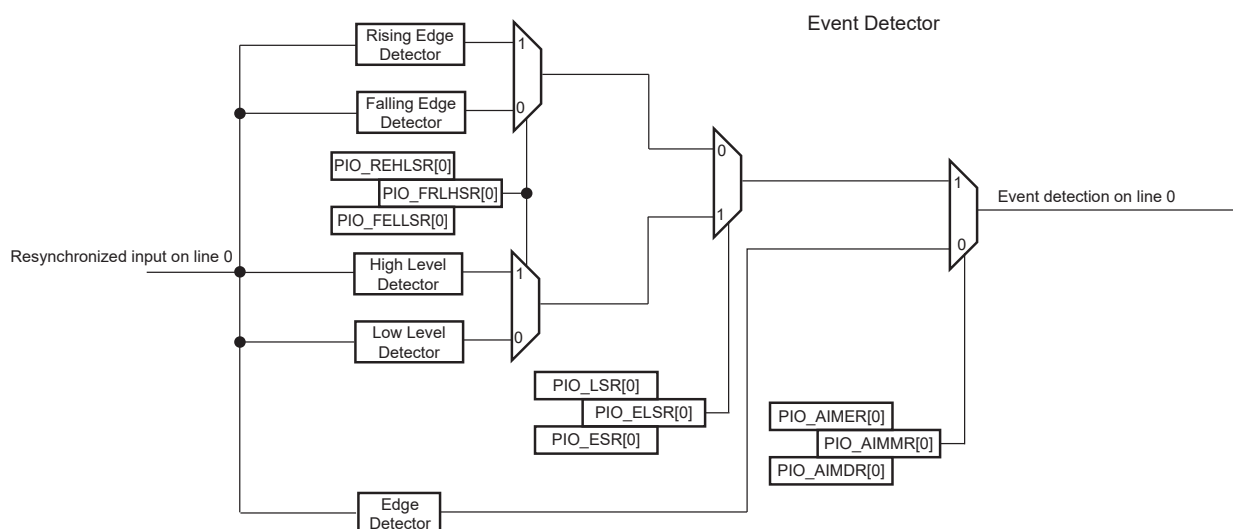 Event Detector
Rising Edge
Detector
1
Falling Edge
Detector
0
PIO_REHLSR[0]
PIO_FRLHSR[0]
PIO_FELLSR[0]
0
1
1
Event detection on line 0
0
Resynchronized input on line 0
High Level
Detector
1
Low Level
Detector
0
PIO_LSR[0]
PIO_ELSR[0]
PIO_ESR[0]
PIO_AIMER[0]
PIO_AIMMR[0]
PIO_AIMDR[0]
Edge
Detector